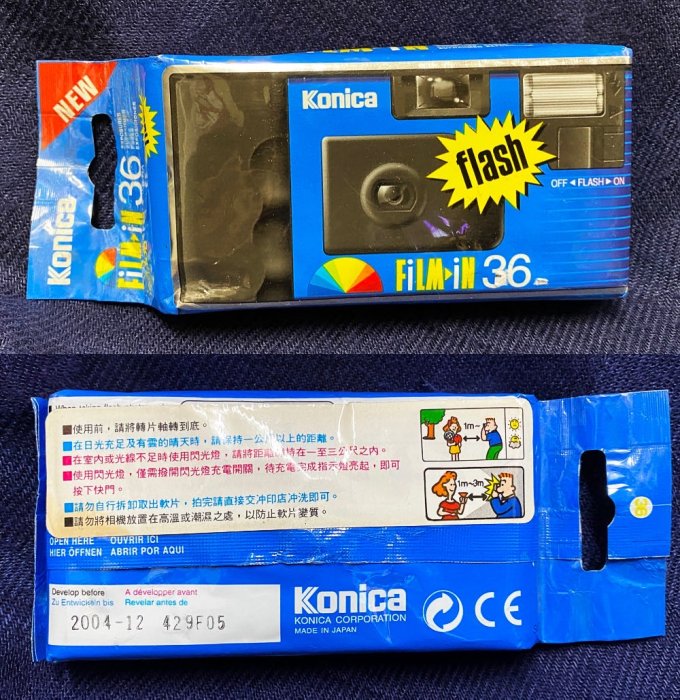 NEW
Konica
FiLM▸iN 36
Konica
flash
OFF ◂ FLASH ▸ ON
FiLM▸iN 36
■使用前，請將轉片軸轉到底。
■在日光充足及有雲的晴天時，請保持一公尺以上的距離。
■在室內或光線不足時使用閃光燈，請將距離維持在一至三公尺之內。
■使用閃光燈，僅需撥開閃光燈充電開關，待充電完成指示燈亮起，即可
按下快門。
■請勿自行拆卸取出軟片，拍完請直接交沖印店沖洗即可。
■請勿將相機放置在高溫或潮濕之處，以防止軟片變質。
1m~
1m~3m
36
OPEN HERE OUVRIR ICI
HIER ÖFFNEN ABRIR POR AQUI
Develop before A développer avant
Zu Entwickeln bis Revelar antes de
2004-12 429F05
Konica
KONICA CORPORATION
MADE IN JAPAN
CE